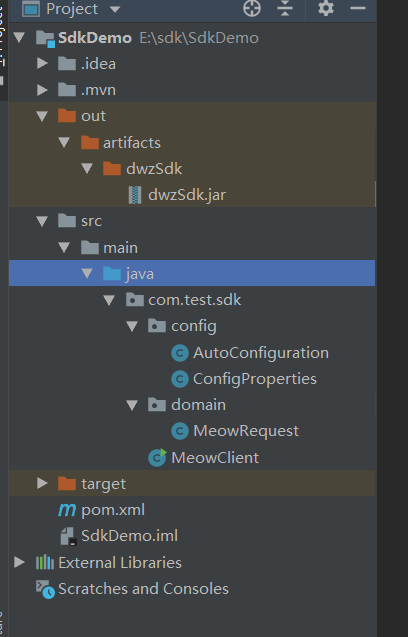 Project
SdkDemo E:\sdk\SdkDemo
.idea
.mvn
out
artifacts
dwzSdk
dwzSdk.jar
src
main
java
com.test.sdk
config
AutoConfiguration
ConfigProperties
domain
MeowRequest
MeowClient
target
pom.xml
SdkDemo.iml
External Libraries
Scratches and Consoles